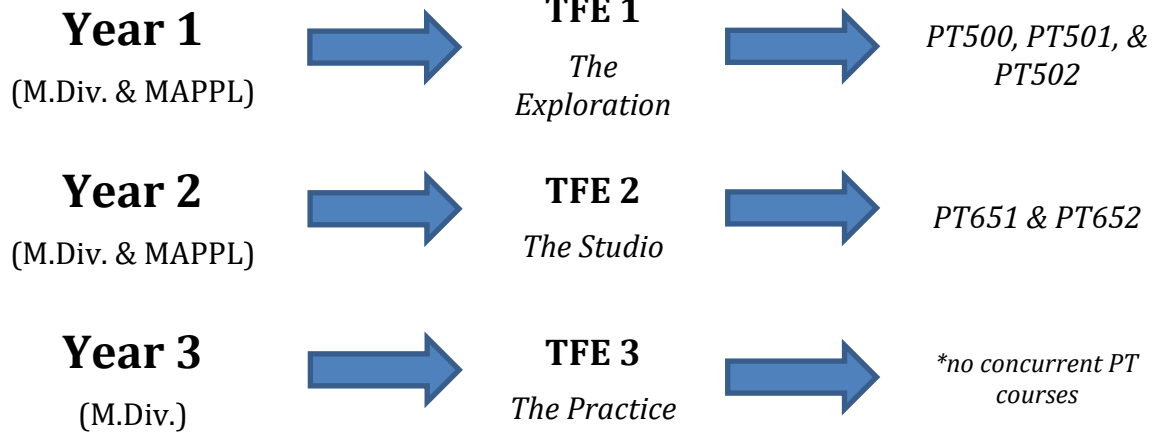 Year 1
(M.Div. & MAPPL)
TFE 1
The
Exploration
PT500, PT501, &
PT502
Year 2
(M.Div. & MAPPL)
TFE 2
The Studio
PT651 & PT652
Year 3
(M.Div.)
TFE 3
The Practice
*no concurrent PT
courses